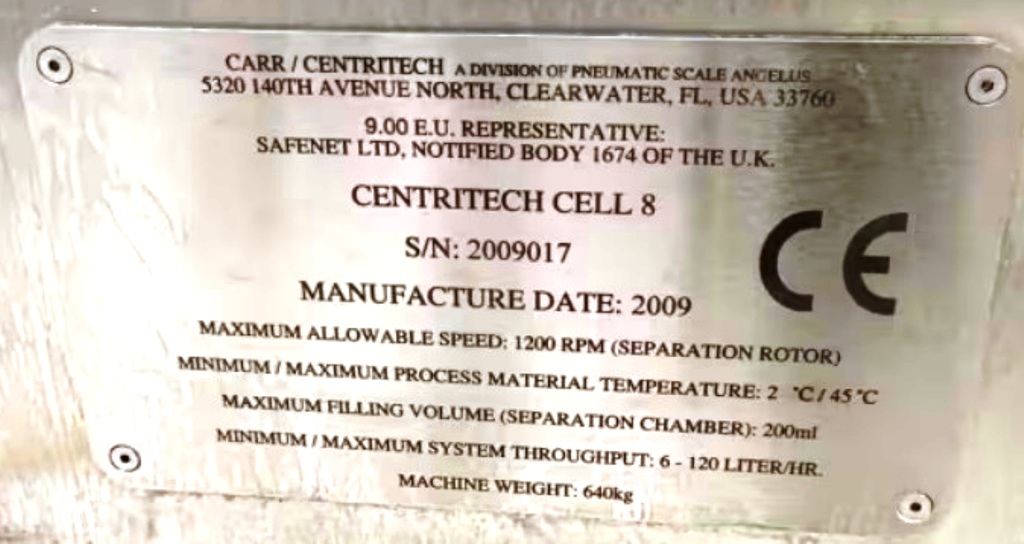 CARR / CENTRITECH A DIVISION OF PNEUMATIC SCALE ANGELUS
5320 140TH AVENUE NORTH, CLEARWATER, FL, USA 33760
9.00 E.U. REPRESENTATIVE:
SAFENET LTD, NOTIFIED BODY 1674 OF THE U.K.
CENTRITECH CELL 8
S/N: 2009017
CE
MANUFACTURE DATE: 2009
MAXIMUM ALLOWABLE SPEED: 1200 RPM (SEPARATION ROTOR)
MINIMUM / MAXIMUM PROCESS MATERIAL TEMPERATURE: 2 °C / 45 °C
MAXIMUM FILLING VOLUME (SEPARATION CHAMBER): 200ml
MINIMUM / MAXIMUM SYSTEM THROUGHPUT: 6 - 120 LITER/HR.
MACHINE WEIGHT: 640kg